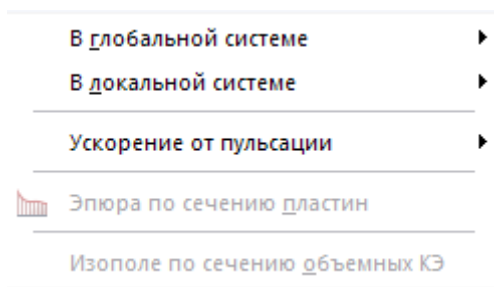 В глобальной системе
В локальной системе
Ускорение от пульсации
Эпюра по сечению пластин
Изополе по сечению объемных КЭ